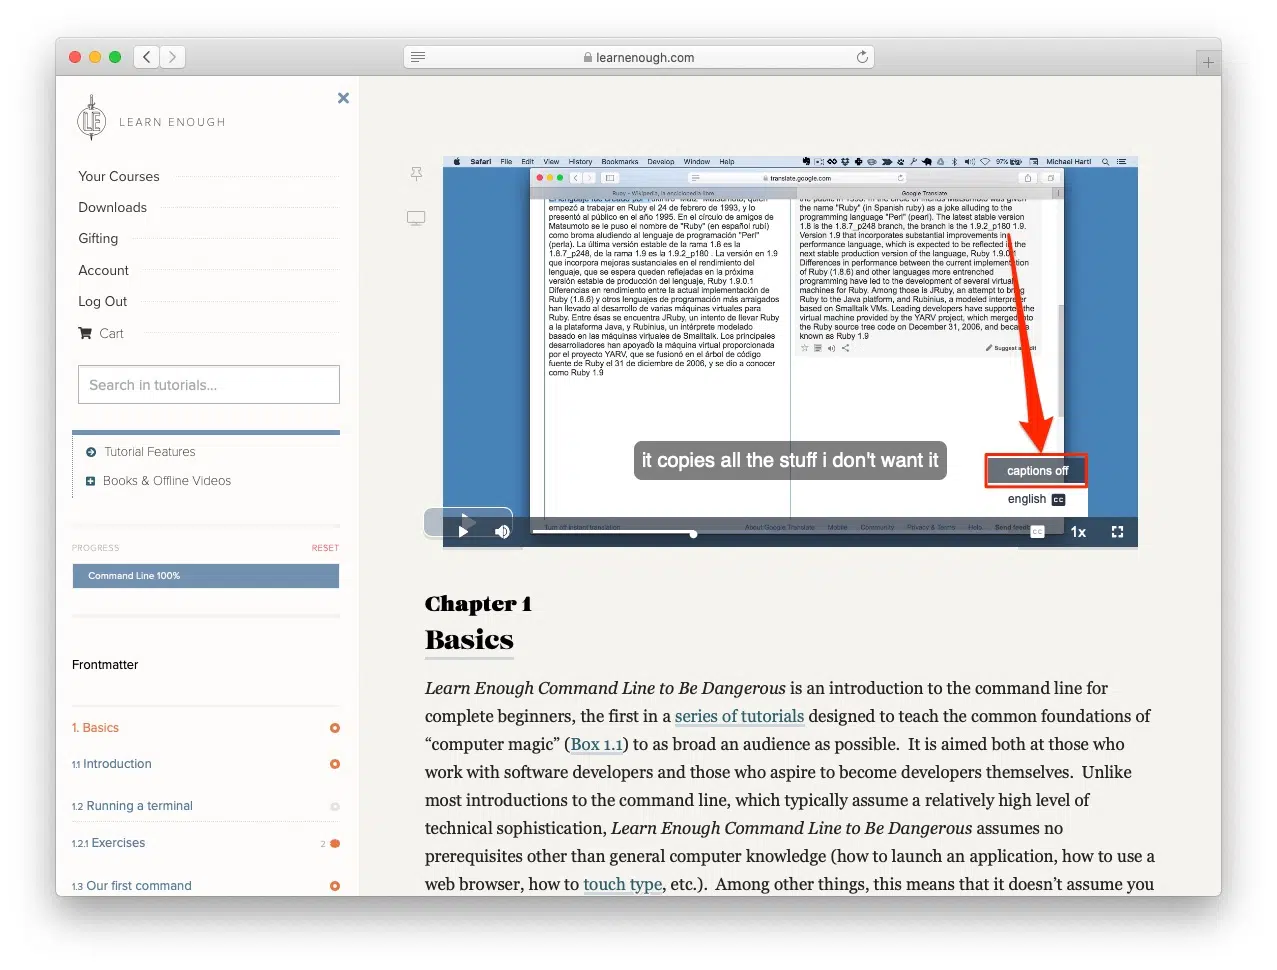 learnenough.com
LEARN ENOUGH
Your Courses
Downloads
Gifting
Account
Log Out
Cart
Search in tutorials...
Tutorial Features
Books & Offline Videos
PROGRESS
RESET
Command Line 100%
Frontmatter
1. Basics
1.1 Introduction
1.2 Running a terminal
1.2.1 Exercises
2
1.3 Our first command
Safari File Edit View History Bookmarks Develop Window Help
97%
Michael Hartl
translate.google.com
Ruby - Wikipedia, la enciclopedia libre
Google Translate
empezó a trabajar en Ruby el 24 de febrero de 1993, y lo
presentó al público en el año 1995. En el círculo de amigos de
Matsumoto se le puso el nombre de "Ruby" (en español rubí)
como broma aludiendo al lenguaje de programación "Perl"
(perla). La última versión estable de la rama 1.8 es la
1.8.7_p248, de la rama 1.9 es la 1.9.2_p180 . La versión en 1.9
que incorpora mejoras sustanciales en el rendimiento del
lenguaje, que se espera queden reflejadas en la próxima
versión estable de producción del lenguaje, Ruby 1.9.0.1
Diferencias en rendimiento entre la actual implementación de
Ruby (1.8.6) y otros lenguajes de programación más arraigados
han llevado al desarrollo de varias máquinas virtuales para
Ruby. Entre ésas se encuentra JRuby, un intento de llevar Ruby
a la plataforma Java, y Rubinius, un intérprete modelado
basado en las máquinas virtuales de Smalltalk. Los principales
desarrolladores han apoyado la máquina virtual proporcionada
por el proyecto YARV, que se fusionó en el árbol de código
fuente de Ruby el 31 de diciembre de 2006, y se dio a conocer
como Ruby 1.9
the name "Ruby" (in Spanish ruby) as a joke alluding to the
programming language "Perl" (pearl). The latest stable version
1.8 is the 1.8.7_p248 branch, the branch is the 1.9.2_p180 1.9.
Version 1.9 that incorporates substantial improvements in
performance language, which is expected to be reflected in the
next stable production version of the language, Ruby 1.9.0.1
Differences in performance between the current implementation
of Ruby (1.8.6) and other languages more entrenched
programming have led to the development of several virtual
machines for Ruby. Among those is JRuby, an attempt to bring
Ruby to the Java platform, and Rubinius, a modeled interpreter
based on Smalltalk VMs. Leading developers have supported the
virtual machine provided by the YARV project, which merged into
the Ruby source tree code on December 31, 2006, and became
known as Ruby 1.9
Suggest
it copies all the stuff i don't want it
captions off
english CC
Turn off instant translation
About Google Translate Mobile Community Privacy & Terms Help Send
CC
1x
Chapter 1
Basics
Learn Enough Command Line to Be Dangerous is an introduction to the command line for
complete beginners, the first in a series of tutorials designed to teach the common foundations of
“computer magic” (Box 1.1) to as broad an audience as possible. It is aimed both at those who
work with software developers and those who aspire to become developers themselves. Unlike
most introductions to the command line, which typically assume a relatively high level of
technical sophistication, Learn Enough Command Line to Be Dangerous assumes no
prerequisites other than general computer knowledge (how to launch an application, how to use a
web browser, how to touch type, etc.). Among other things, this means that it doesn’t assume you